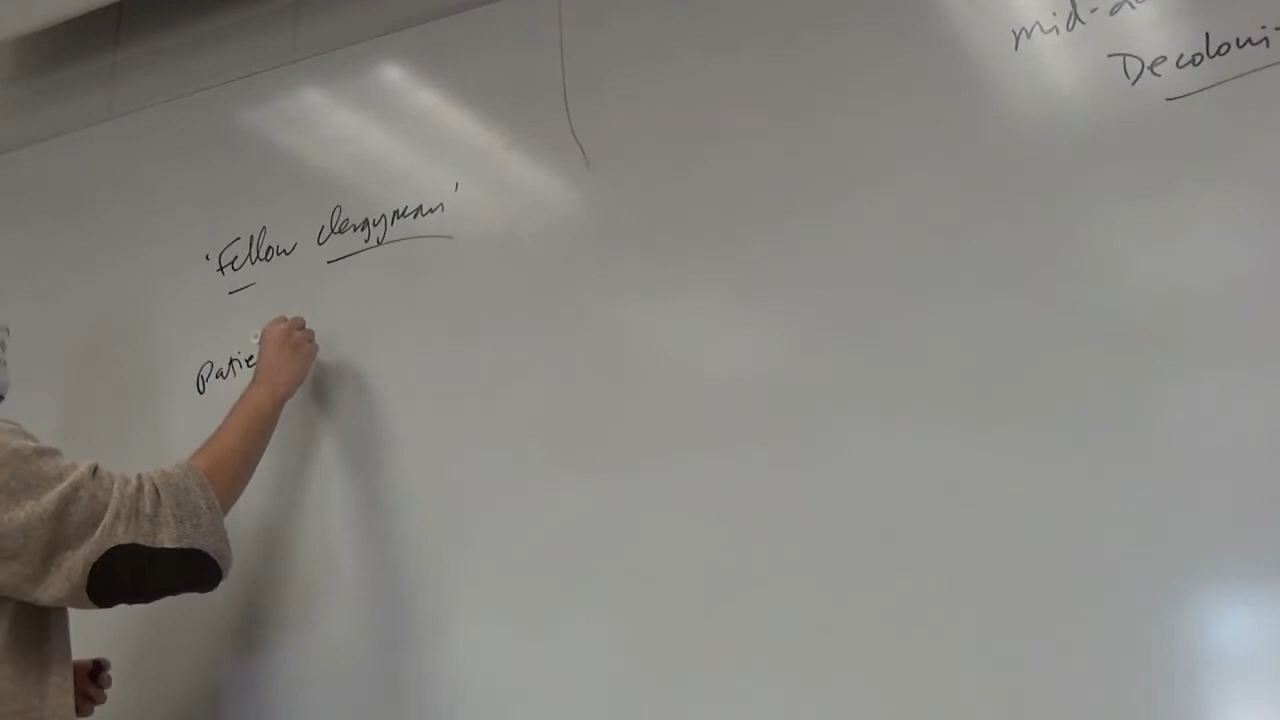 'Fellow clergyman'
Patie
mid-
Decoloni-